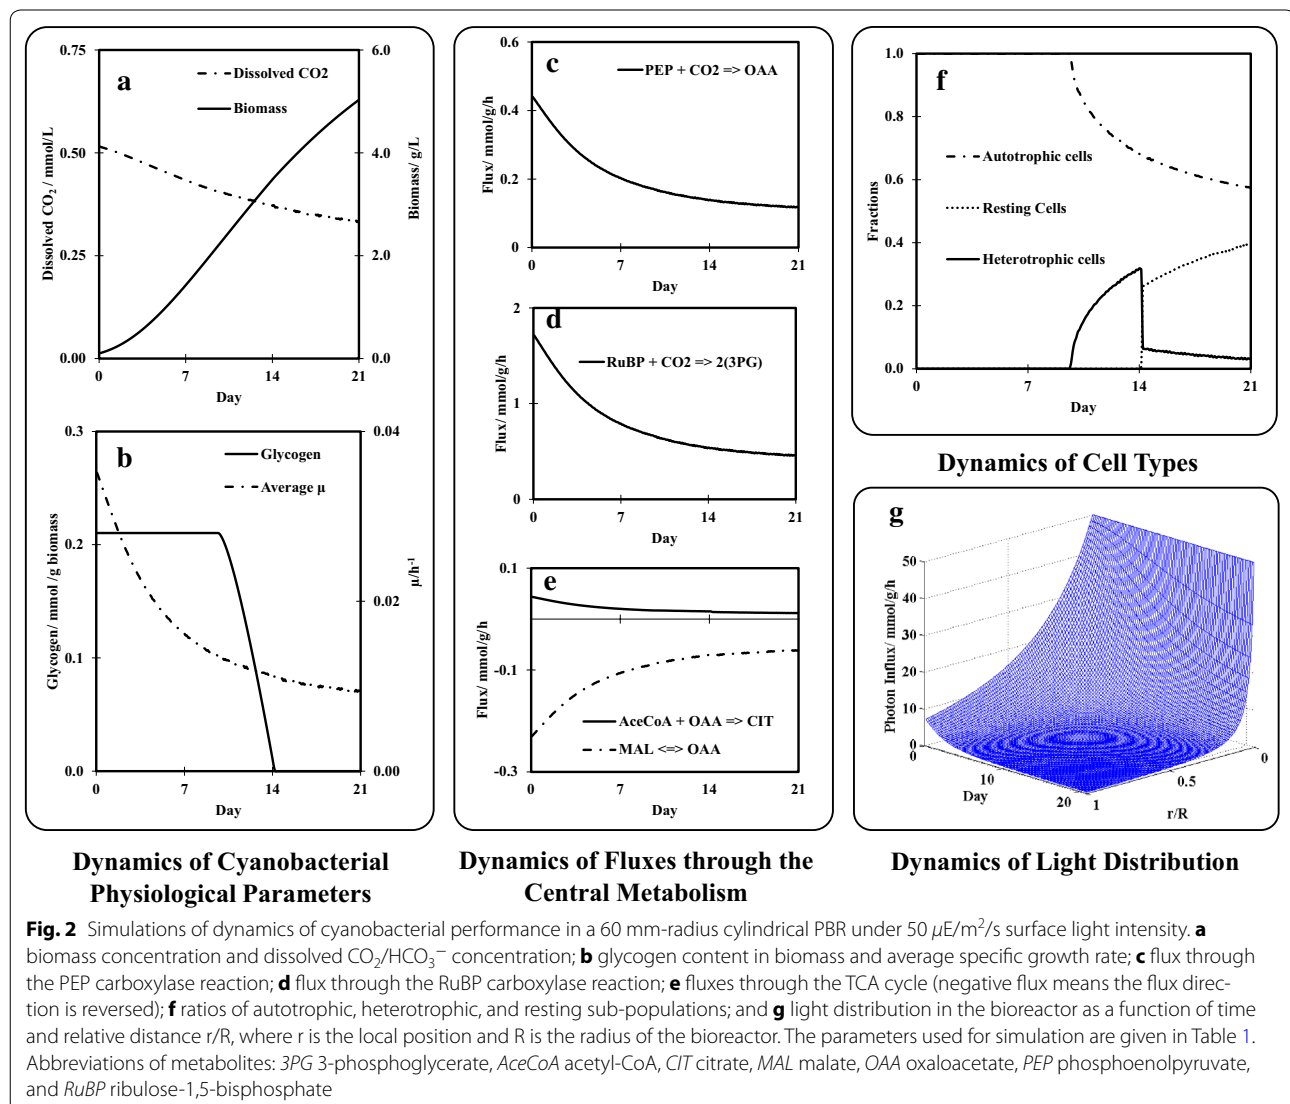 a
Dissolved CO2
Biomass
0.75
0.50
0.25
0.00
6.0
4.0
2.0
0.0
0
7
14
21
Day
Dissolved CO₂ / mmol/L
Biomass/ g/L
b
Glycogen
Average μ
0.3
0.2
0.1
0.0
0.04
0.02
0.00
0
7
14
21
Day
Glycogen/ mmol /g biomass
μ/h⁻¹
Dynamics of Cyanobacterial
Physiological Parameters
c
PEP + CO2 => OAA
0.6
0.4
0.2
0
0
7
14
21
Day
Flux/ mmol/g/h
d
RuBP + CO2 => 2(3PG)
2
1
0
0
7
14
21
Day
Flux/ mmol/g/h
e
0.1
-0.1
-0.3
AceCoA + OAA => CIT
MAL <=> OAA
0
7
14
21
Day
Flux/ mmol/g/h
Dynamics of Fluxes through the
Central Metabolism
f
1.0
0.8
0.6
0.4
0.2
0.0
Autotrophic cells
Resting Cells
Heterotrophic cells
0
7
14
21
Day
Fractions
Dynamics of Cell Types
g
50
40
30
20
10
0
Photon Influx/ mmol/g/h
0
10
20
Day
1
0.5
0
r/R
Dynamics of Light Distribution
Fig. 2 Simulations of dynamics of cyanobacterial performance in a 60 mm-radius cylindrical PBR under 50 μE/m²/s surface light intensity. a
biomass concentration and dissolved CO₂/HCO₃⁻ concentration; b glycogen content in biomass and average specific growth rate; c flux through
the PEP carboxylase reaction; d flux through the RuBP carboxylase reaction; e fluxes through the TCA cycle (negative flux means the flux direc-
tion is reversed); f ratios of autotrophic, heterotrophic, and resting sub-populations; and g light distribution in the bioreactor as a function of time
and relative distance r/R, where r is the local position and R is the radius of the bioreactor. The parameters used for simulation are given in Table 1.
Abbreviations of metabolites: 3PG 3-phosphoglycerate, AceCoA acetyl-CoA, CIT citrate, MAL malate, OAA oxaloacetate, PEP phosphoenolpyruvate,
and RuBP ribulose-1,5-bisphosphate